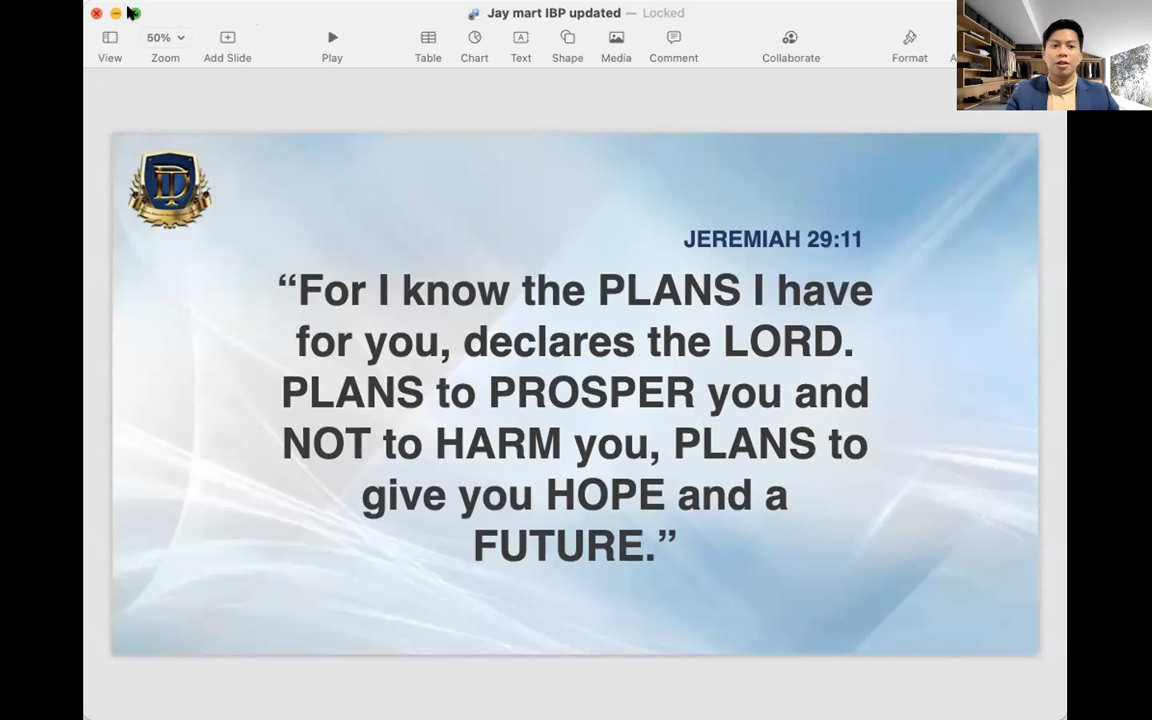 Jay mart IBP updated — Locked
50%
View
Zoom
Add Slide
Play
Table
Chart
Text
Shape
Media
Comment
Collaborate
Format
A
JEREMIAH 29:11
“For I know the PLANS I have
for you, declares the LORD.
PLANS to PROSPER you and
NOT to HARM you, PLANS to
give you HOPE and a
FUTURE.”